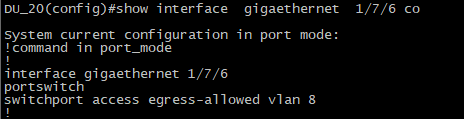 DU_20(config)#show interface  gigaethernet  1/7/6 co
System current configuration in port mode:
!command in port_mode
!
interface gigaethernet 1/7/6
portswitch
switchport access egress-allowed vlan 8
!